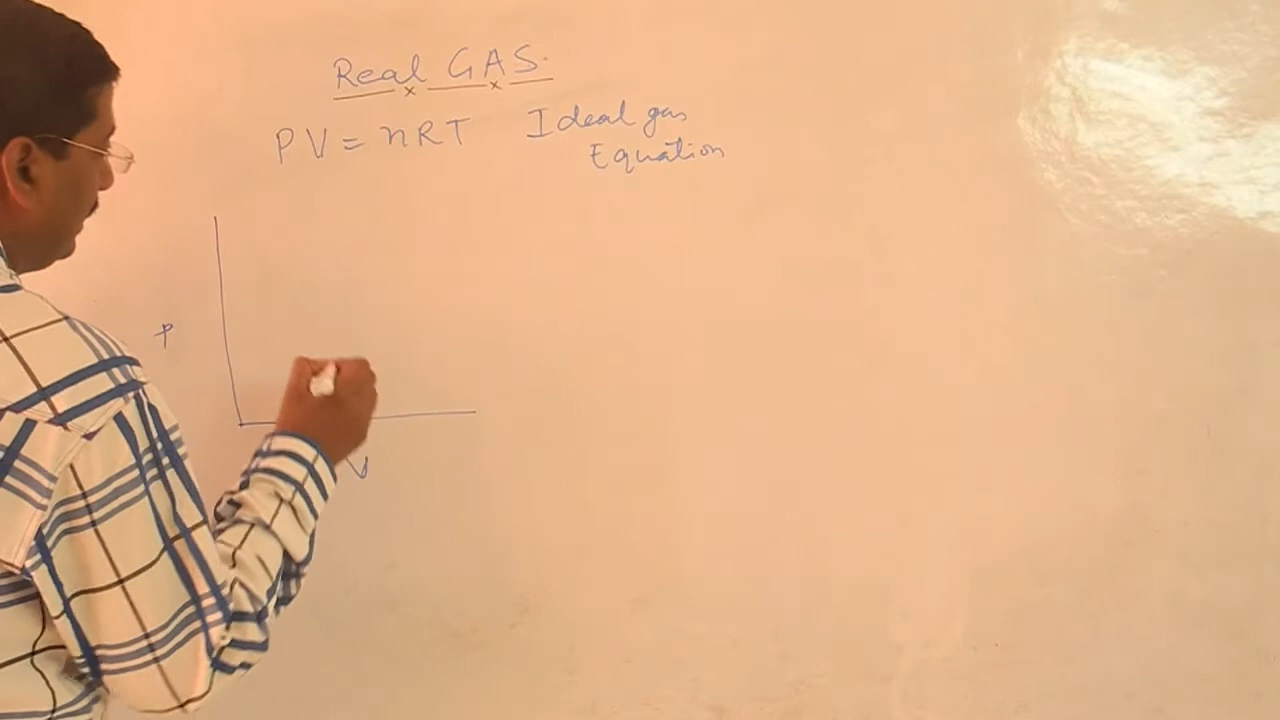 Real GAS.
PV = nRT Ideal gas
Equation
P
V